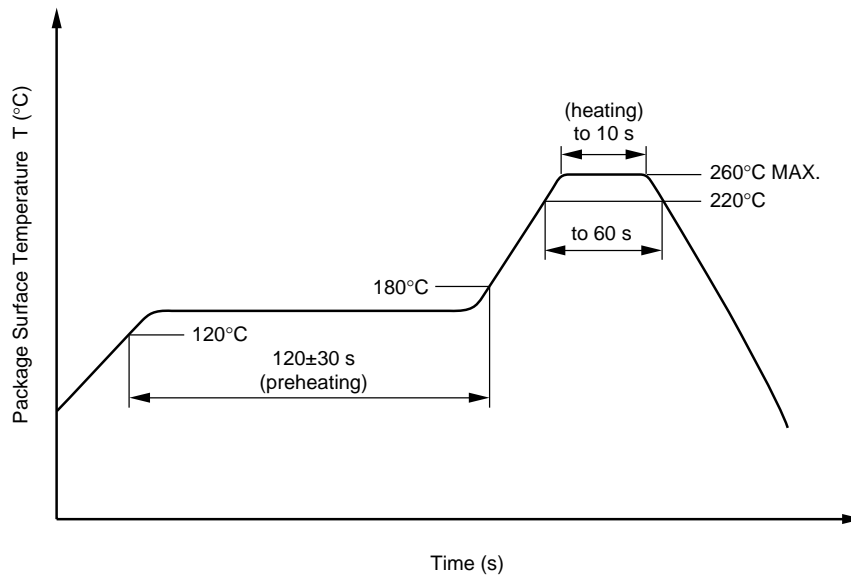 Package Surface Temperature T (°C)
(heating)
to 10 s
260°C MAX.
220°C
to 60 s
180°C
120°C
120±30 s
(preheating)
Time (s)